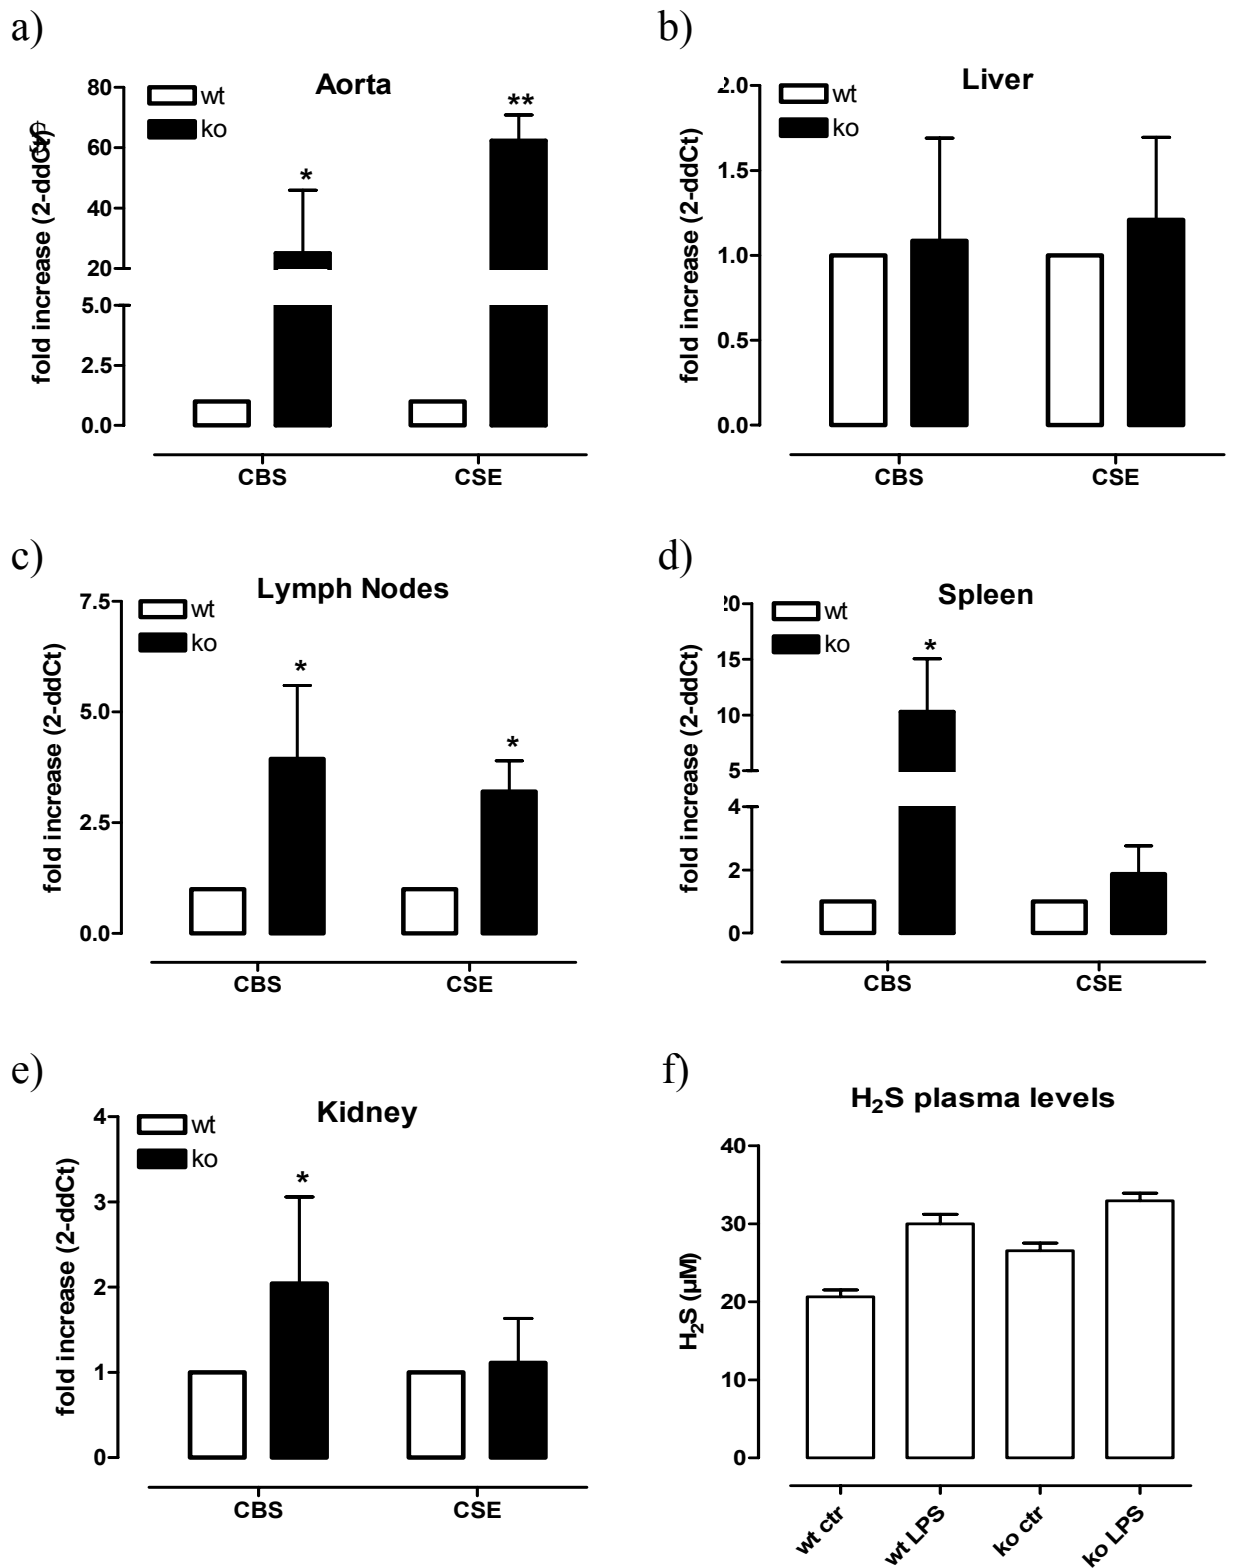 a)
Aorta
wt
ko
**
*
80
60
40
20
5.0
2.5
0.0
fold increase (2-ddCt)
CBS
CSE
b)
Liver
wt
ko
2.0
1.5
1.0
0.5
0.0
fold increase (2-ddCt)
CBS
CSE
c)
Lymph Nodes
wt
ko
*
*
7.5
5.0
2.5
0.0
fold increase (2-ddCt)
CBS
CSE
d)
Spleen
wt
ko
*
20
15
10
5
4
2
0
fold increase (2-ddCt)
CBS
CSE
e)
Kidney
wt
ko
*
4
3
2
1
0
fold increase (2-ddCt)
CBS
CSE
f)
H₂S plasma levels
40
30
20
10
0
H₂S (µM)
wt ctr
wt LPS
ko ctr
ko LPS